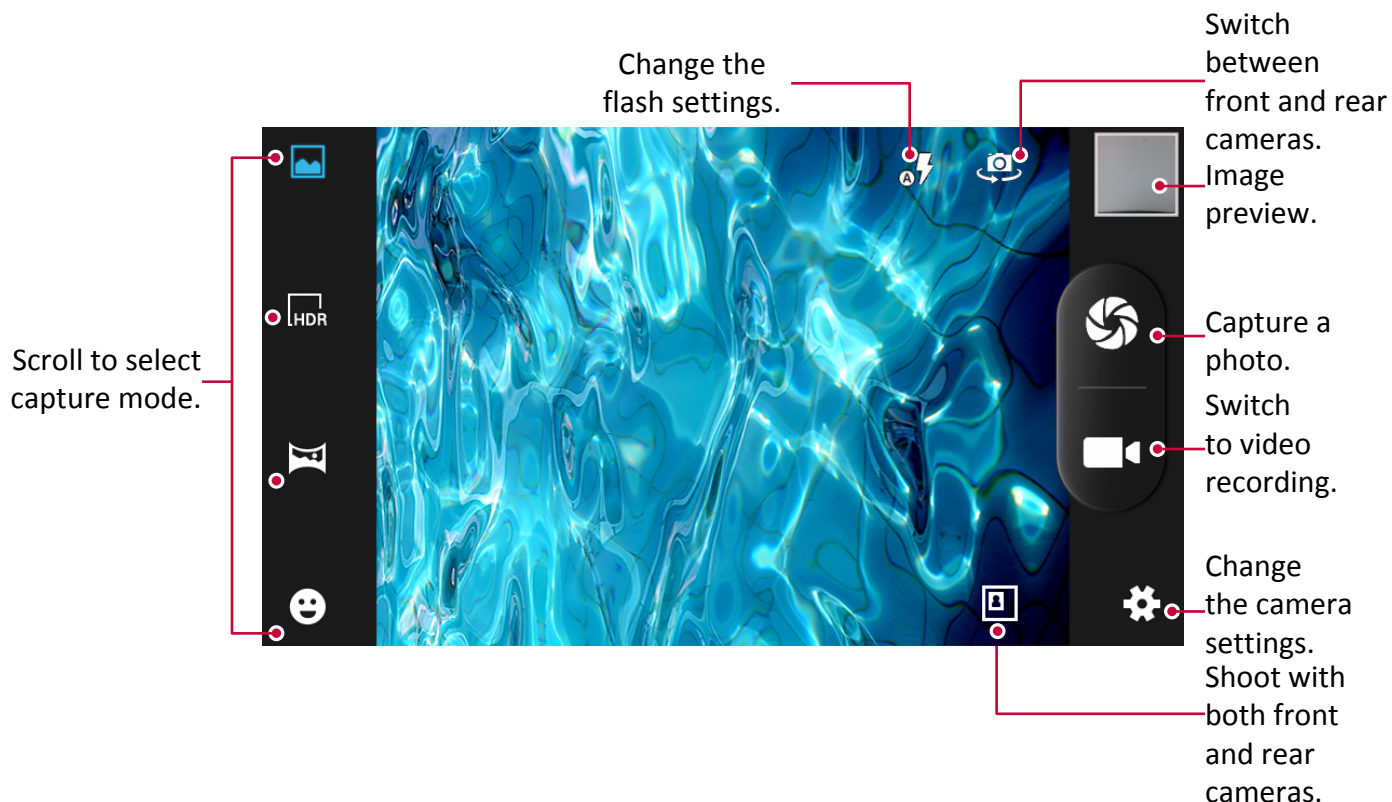 Switch
between
front and rear
cameras.
Change the
flash settings.
A
Image
preview.
HDR
Capture a
photo.
Scroll to select
capture mode.
Switch
to video
recording.
Change
the camera
settings.
Shoot with
both front
and rear
cameras.